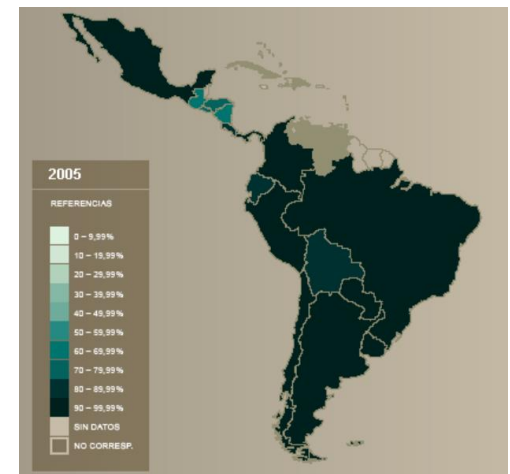 2005
REFERENCIAS
0 – 9,99%
10 – 19,99%
20 – 29,99%
30 – 39,99%
40 – 49,99%
50 – 59,99%
60 – 69,99%
70 – 79,99%
80 – 89,99%
90 – 99,99%
SIN DATOS
NO CORRESP.